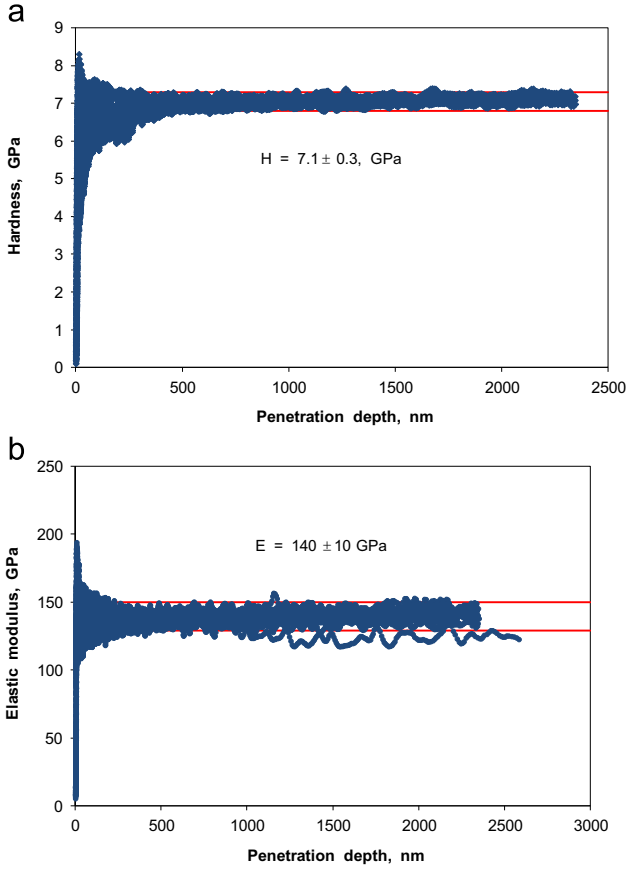 a
9
8
7
6
5
4
3
2
1
0
Hardness, GPa
H = 7.1 ± 0.3, GPa
0 500 1000 1500 2000 2500
Penetration depth, nm
b
250
200
150
100
50
0
Elastic modulus, GPa
E = 140 ± 10 GPa
0 500 1000 1500 2000 2500 3000
Penetration depth, nm